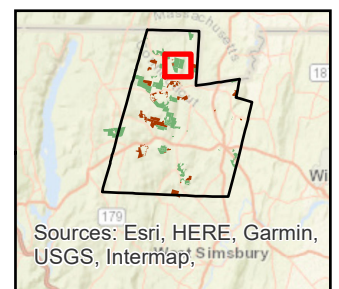 Massachusetts
18
179
Wi
West Simsbury
Sources: Esri, HERE, Garmin,
USGS, Intermap,